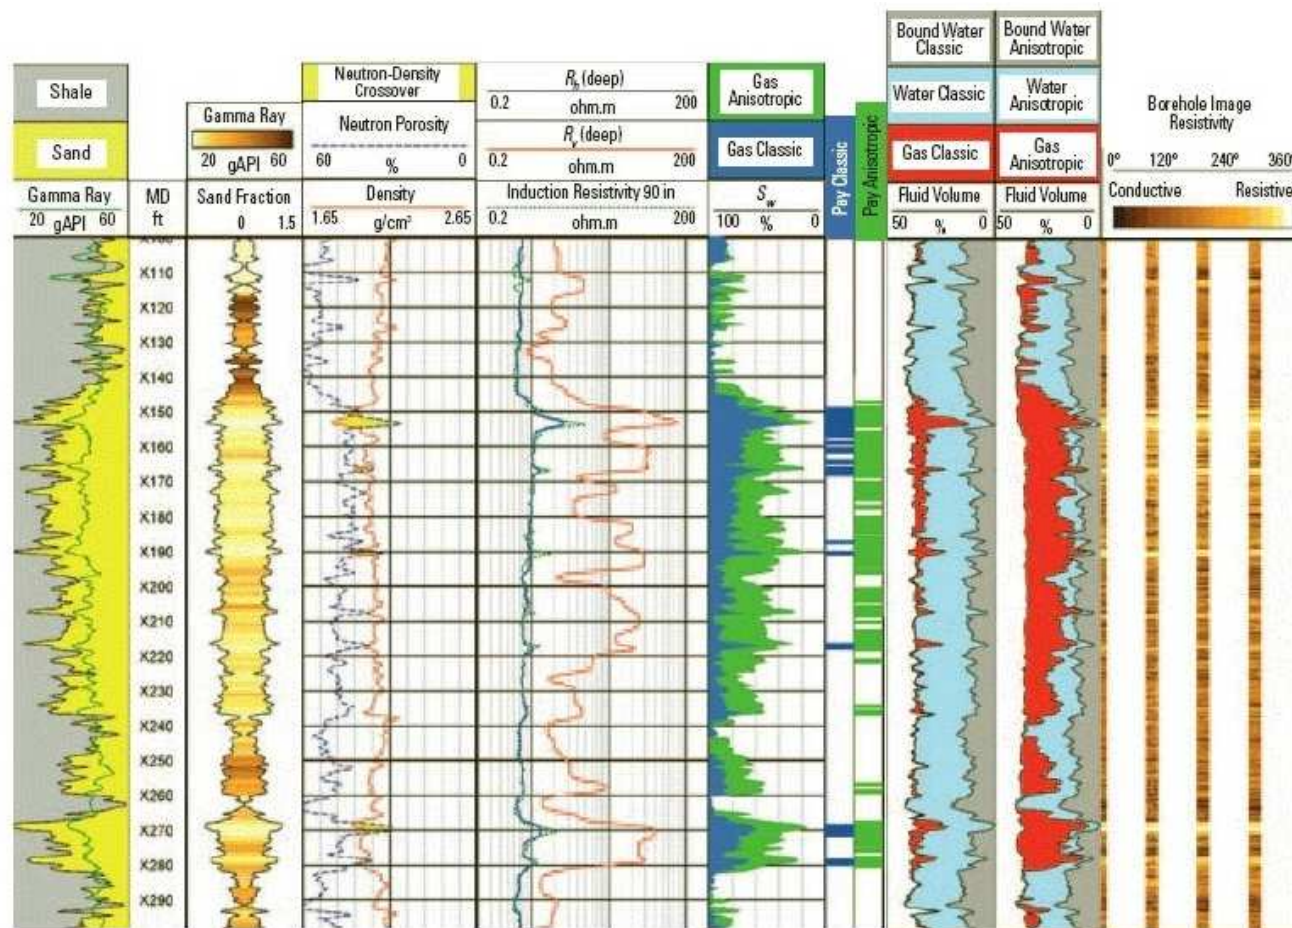 Bound Water
Classic
Bound Water
Anisotropic
Shale
Neutron-Density
Crossover
Rh (deep)
0.2 200
ohm.m
Gas
Anisotropic
Water Classic
Water
Anisotropic
Borehole Image
Resistivity
Gamma Ray
20 60
gAPI
Neutron Porosity
60 0
%
Sand
Rv (deep)
0.2 200
ohm.m
Gas Classic
Pay Classic
Pay Anisotropic
Gas Classic
Gas
Anisotropic
0° 120° 240° 360°
Conductive Resistive
Gamma Ray
20 gAPI 60
MD
ft
Sand Fraction
0 1.5
Density
1.65 g/cm³ 2.65
Induction Resistivity 90 in
0.2 200
ohm.m
Sw
100 % 0
Fluid Volume
50 % 0
Fluid Volume
50 % 0
X110
X120
X130
X140
X150
X160
X170
X180
X190
X200
X210
X220
X230
X240
X250
X260
X270
X280
X290